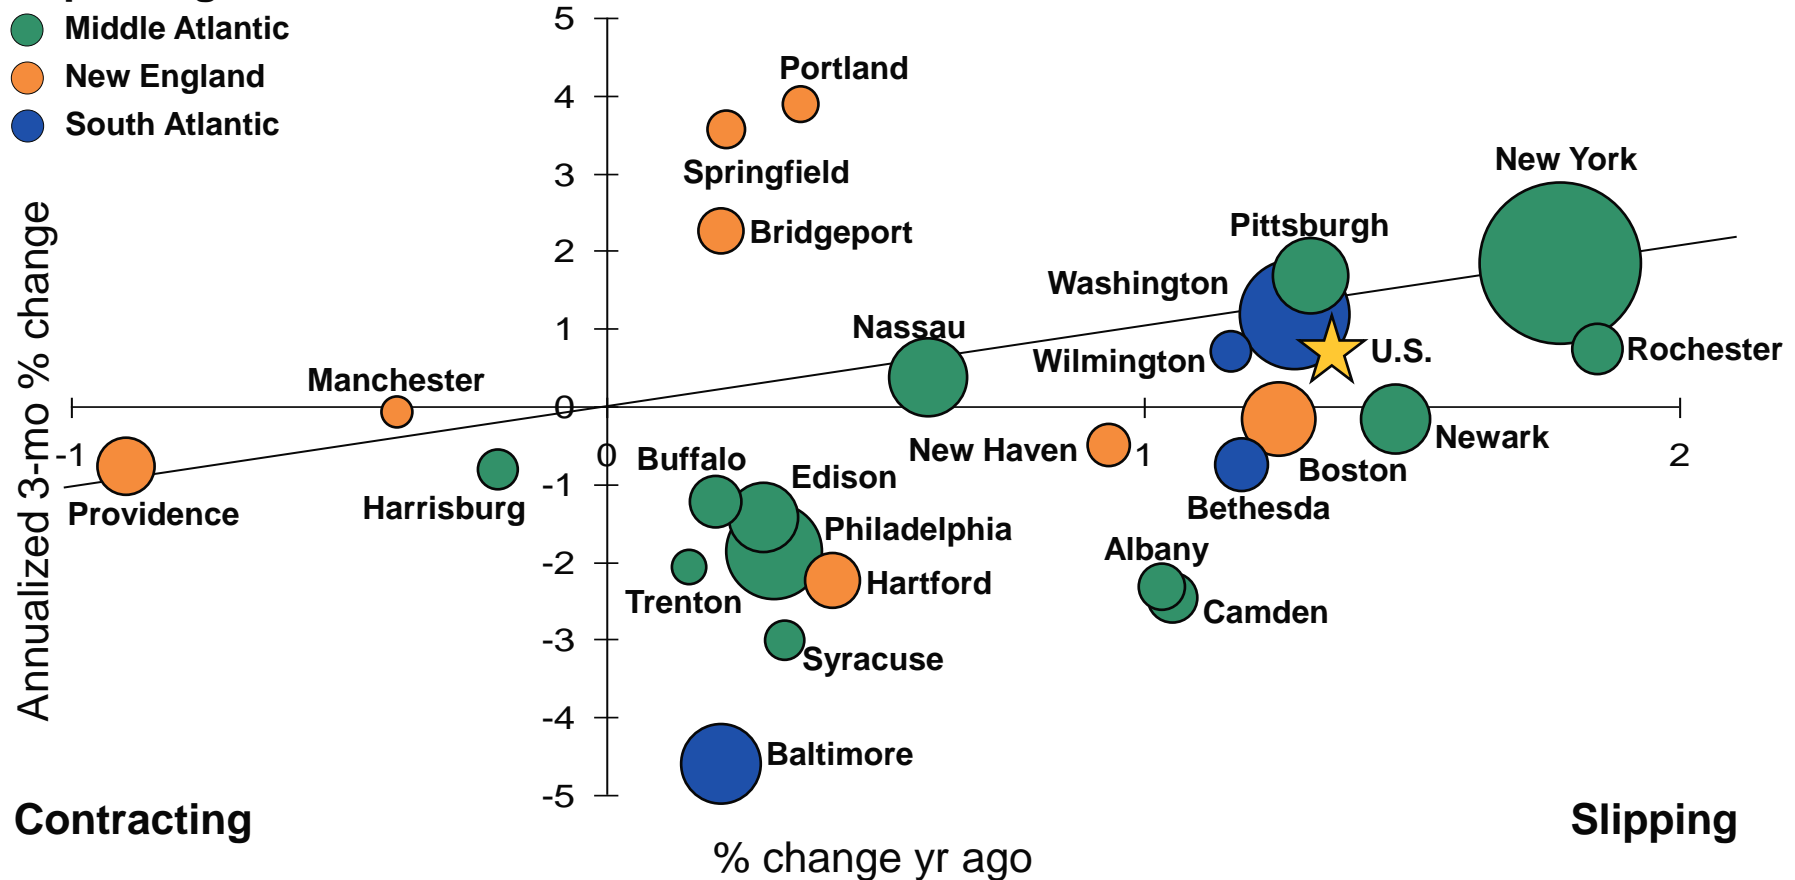 Middle Atlantic
New England
South Atlantic
5
4
3
2
1
0
-1
-2
-3
-4
-5
-1
0
1
2
Portland
Springfield
Bridgeport
New York
Pittsburgh
Washington
Nassau
Wilmington
U.S.
Rochester
Manchester
Providence
Harrisburg
Buffalo
Edison
Philadelphia
Trenton
Hartford
Syracuse
Baltimore
New Haven
Boston
Newark
Bethesda
Albany
Camden
Annualized 3-mo % change
Contracting
Slipping
% change yr ago